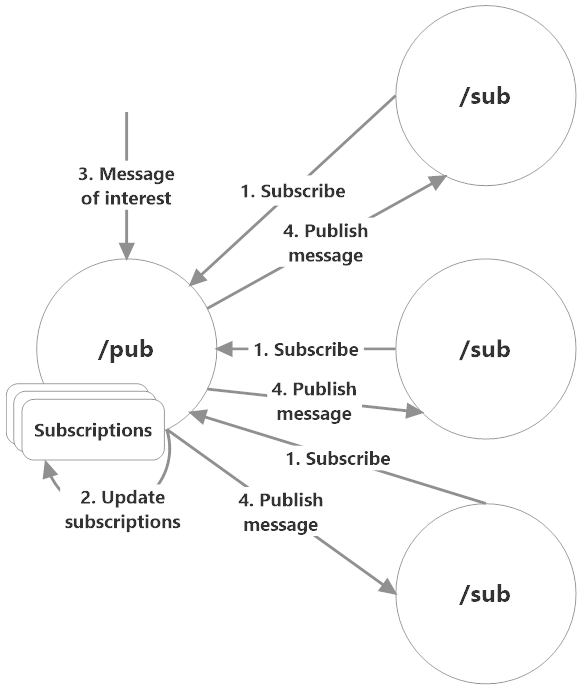 /sub
3. Message
of interest
1. Subscribe
4. Publish
message
/pub
1. Subscribe
/sub
4. Publish
message
Subscriptions
1. Subscribe
2. Update
subscriptions
4. Publish
message
/sub